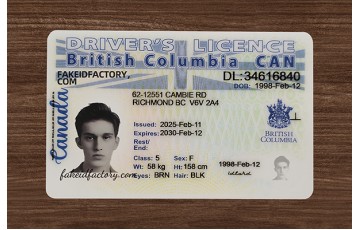 DRIVER'S LICENCE
British Columbia CAN
FAKEIDFACTORY.
COM
DL:34616840
DOB: 1998-Feb-12
Canada
62-12551 CAMBIE RD
RICHMOND BC V6V 2A4
Issued: 2025-Feb-11
Expires: 2030-Feb-12
Rest/
End:
BRITISH
COLUMBIA
L
Class: 5 Sex: F
Wt: 58 kg Ht: 158 cm
Eyes: BRN Hair: BLK
1998-Feb-12
fakeidfactory.com